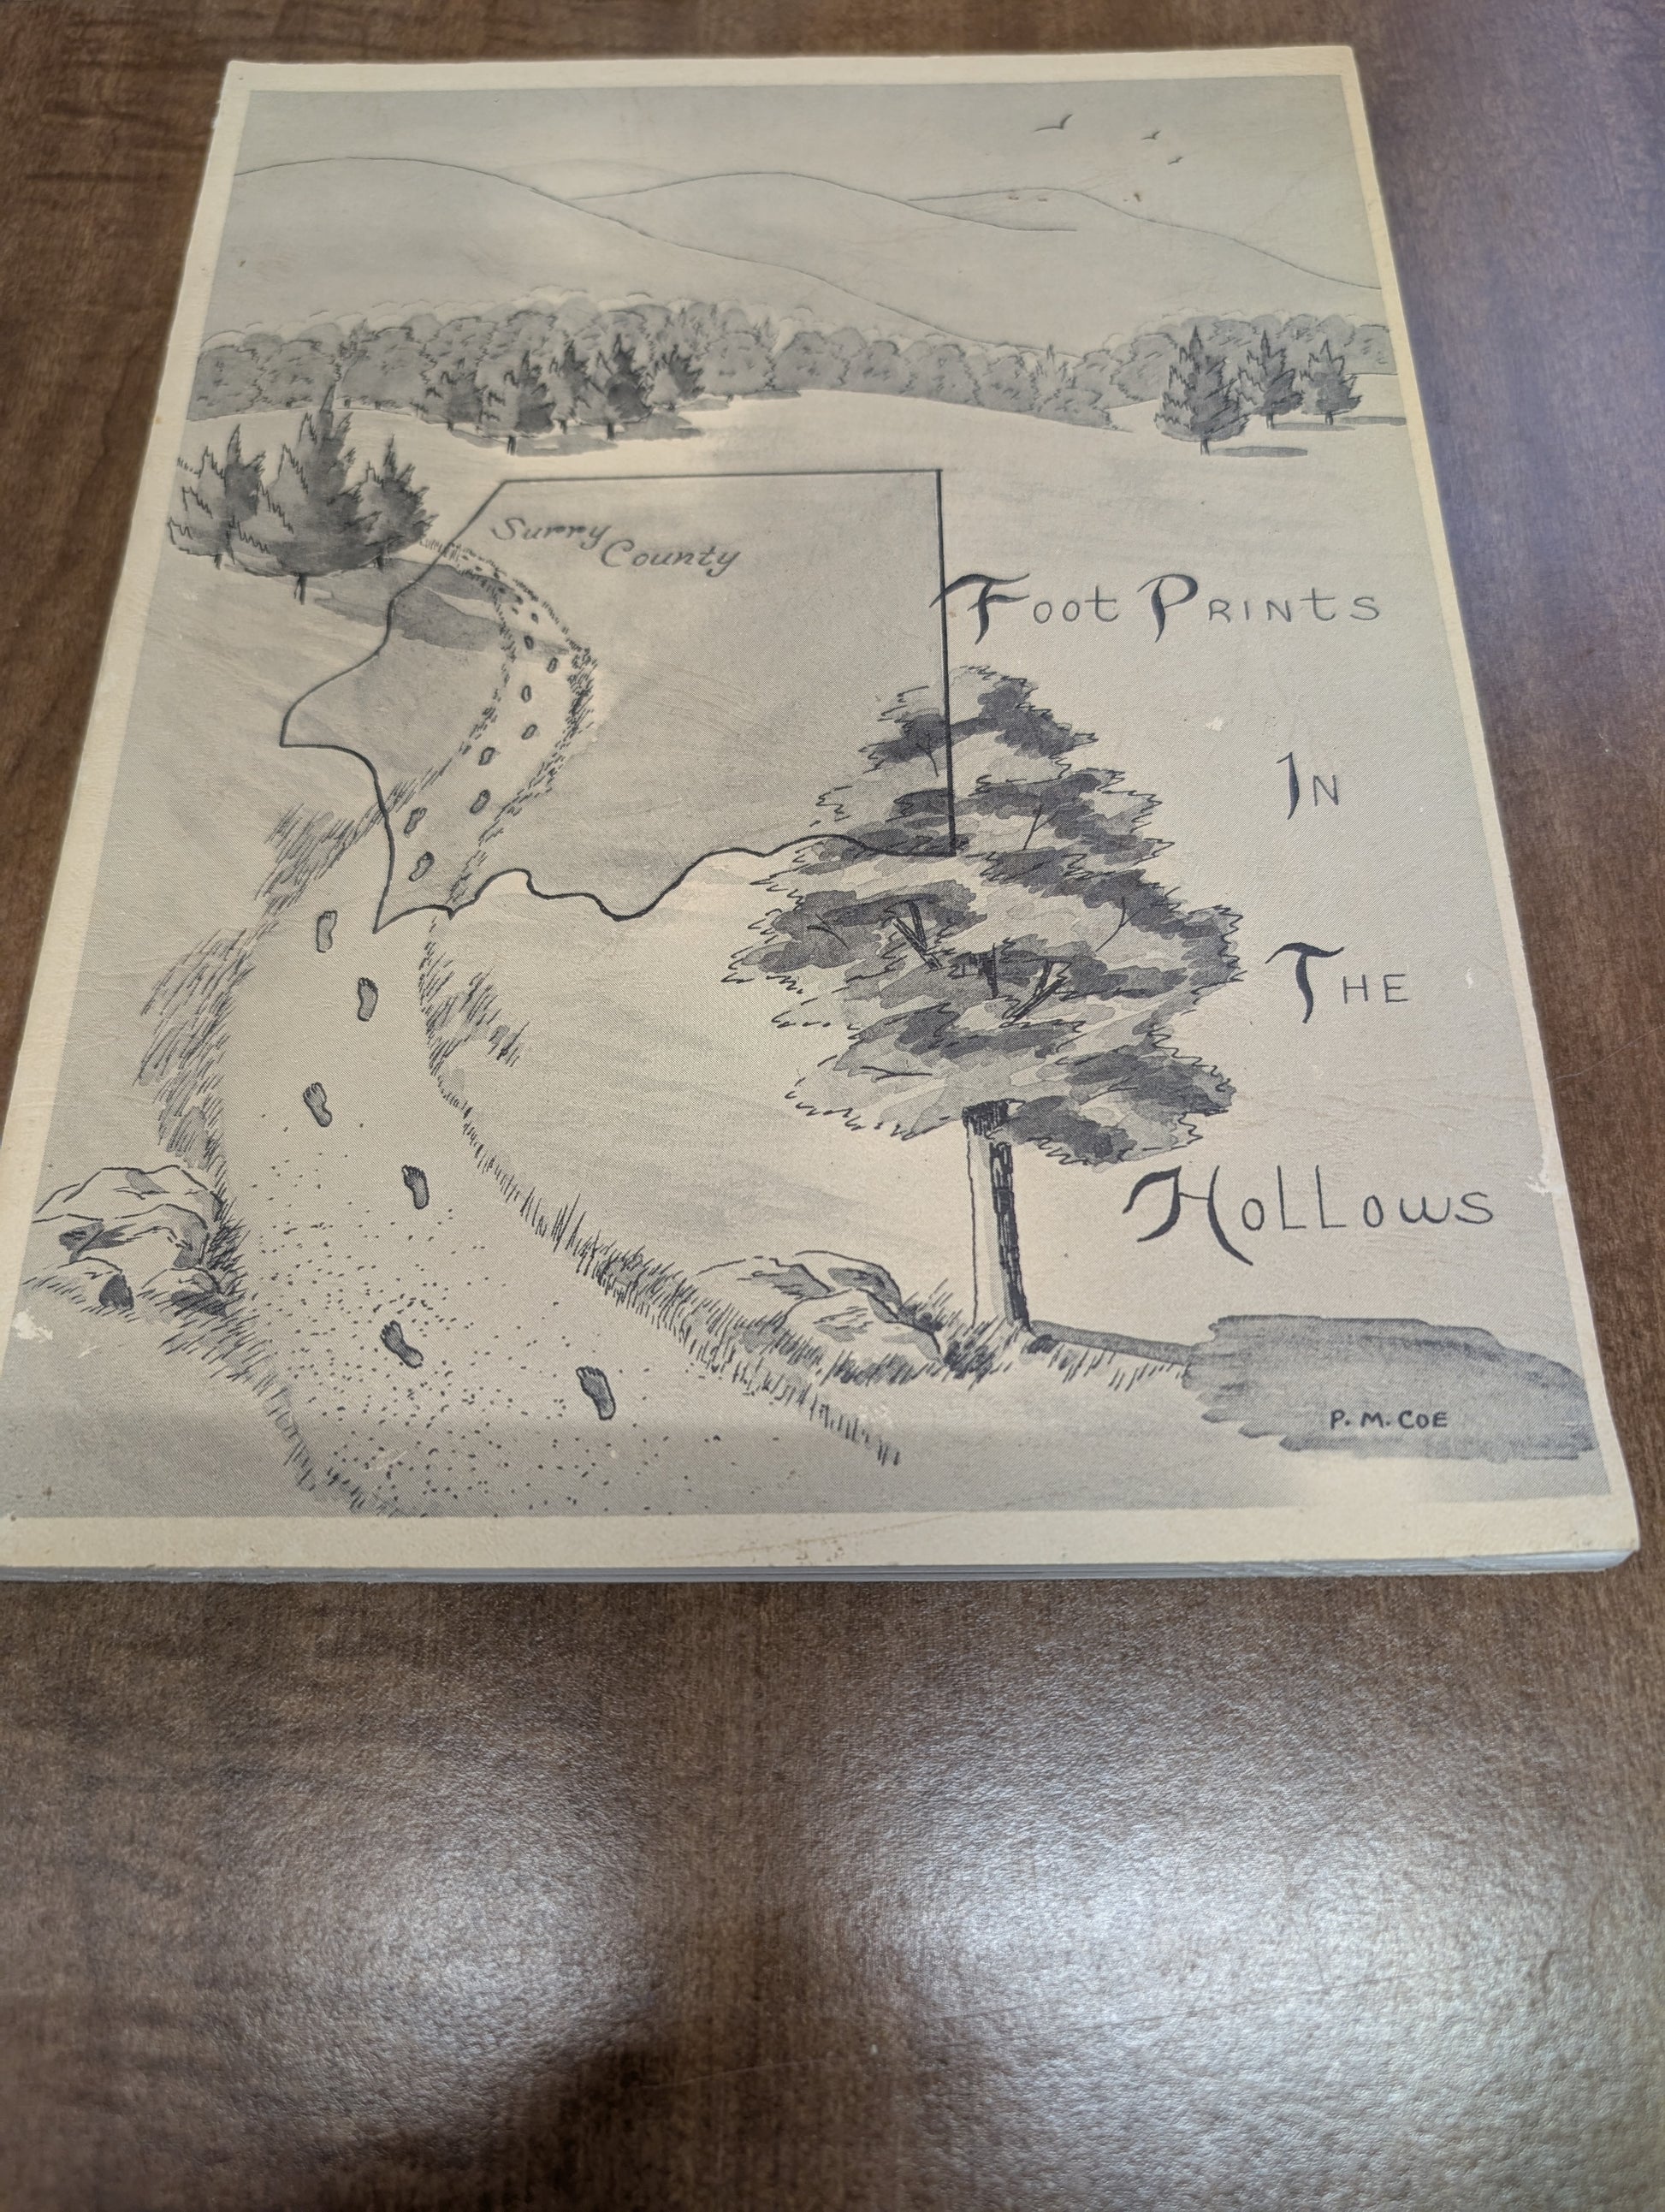 Surry
County
Foot Prints
In
The
Hollows
P. M. COE